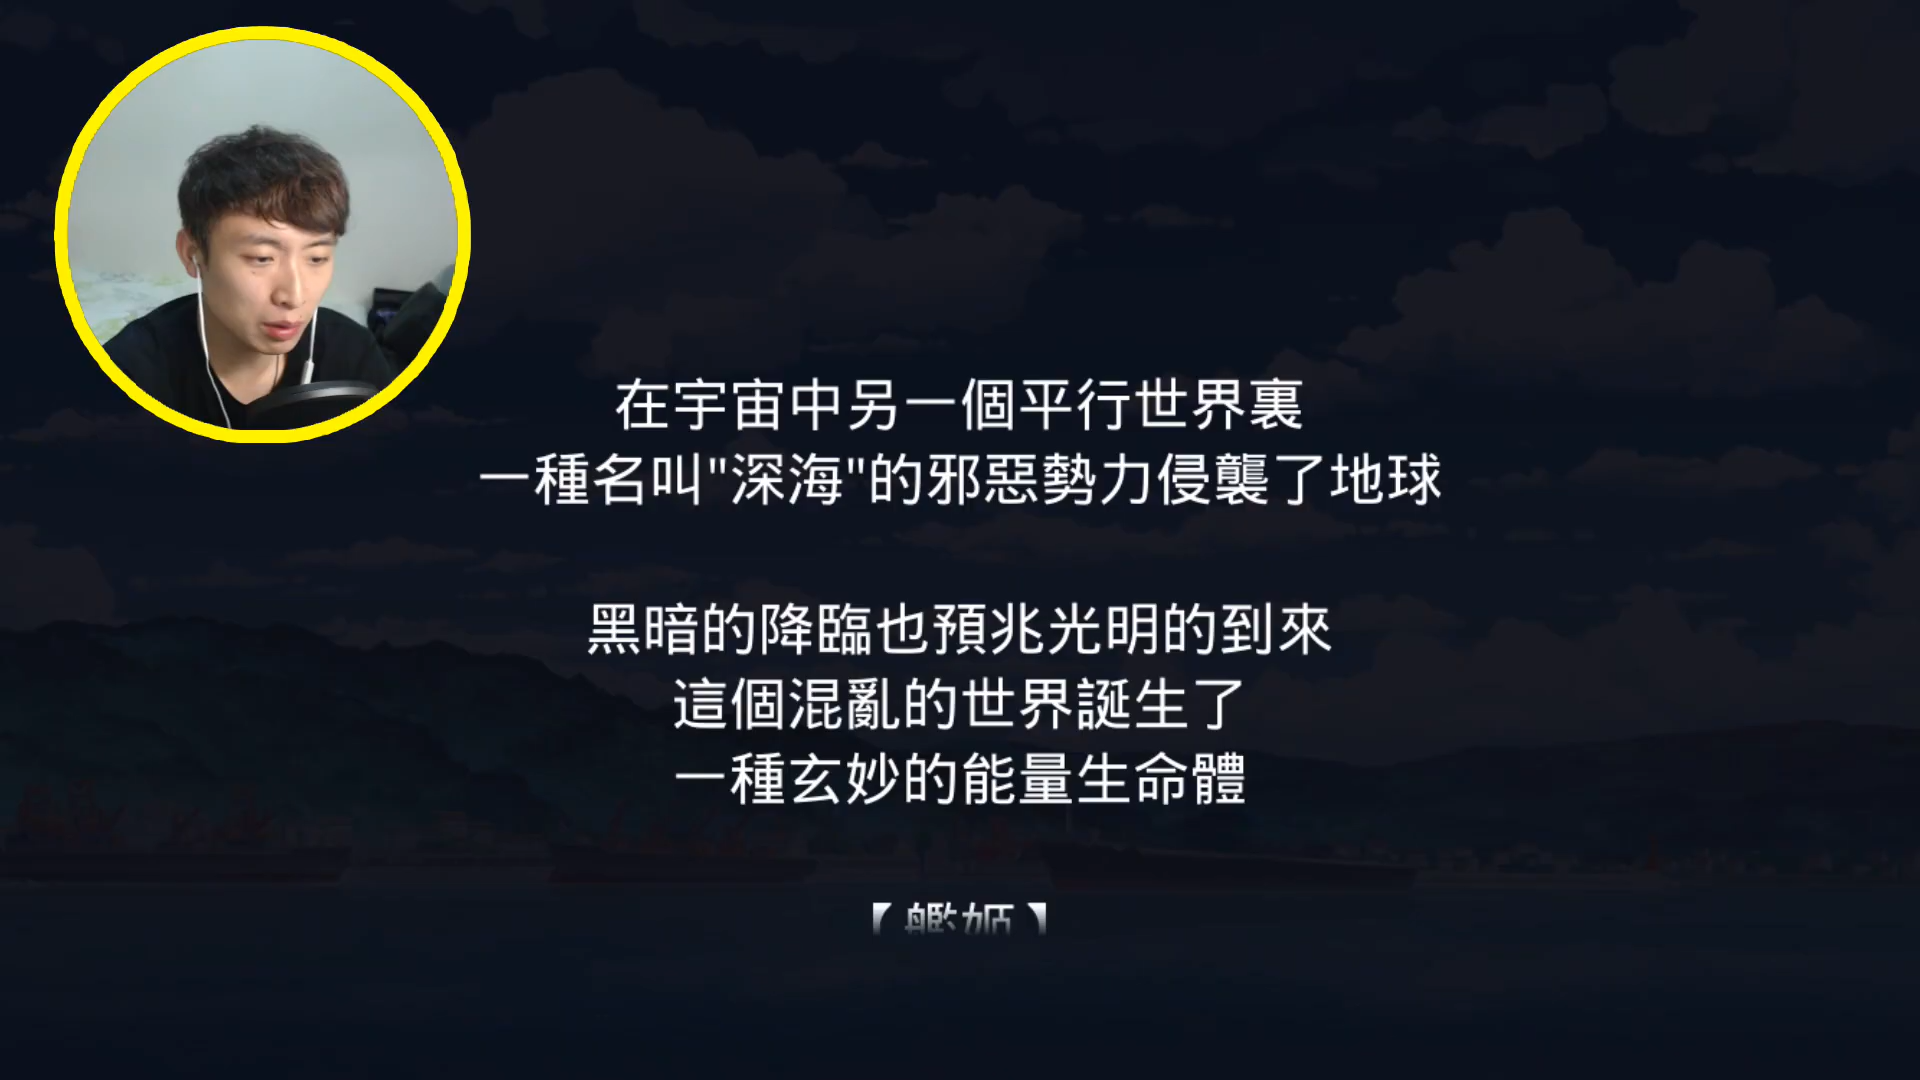 在宇宙中另一個平行世界裏
一種名叫"深海"的邪惡勢力侵襲了地球
黑暗的降臨也預兆光明的到來
這個混亂的世界誕生了
一種玄妙的能量生命體
【艦姬】